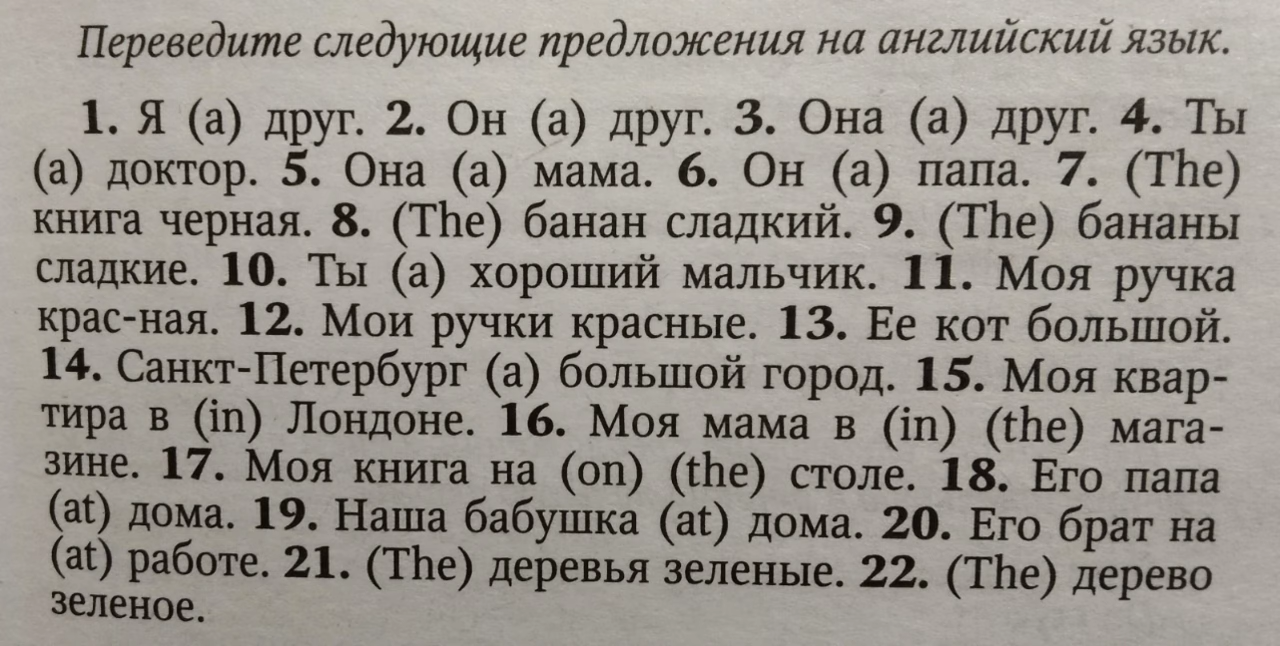 Переведите следующие предложения на английский язык.
1. Я (a) друг. 2. Он (a) друг. 3. Она (a) друг. 4. Ты
(a) доктор. 5. Она (a) мама. 6. Он (a) папа. 7. (The)
книга черная. 8. (The) банан сладкий. 9. (The) бананы
сладкие. 10. Ты (a) хороший мальчик. 11. Моя ручка
крас-ная. 12. Мои ручки красные. 13. Ее кот большой.
14. Санкт-Петербург (a) большой город. 15. Моя квар-
тира в (in) Лондоне. 16. Моя мама в (in) (the) мага-
зине. 17. Моя книга на (on) (the) столе. 18. Его папа
(at) дома. 19. Наша бабушка (at) дома. 20. Его брат на
(at) работе. 21. (The) деревья зеленые. 22. (The) дерево
зеленое.